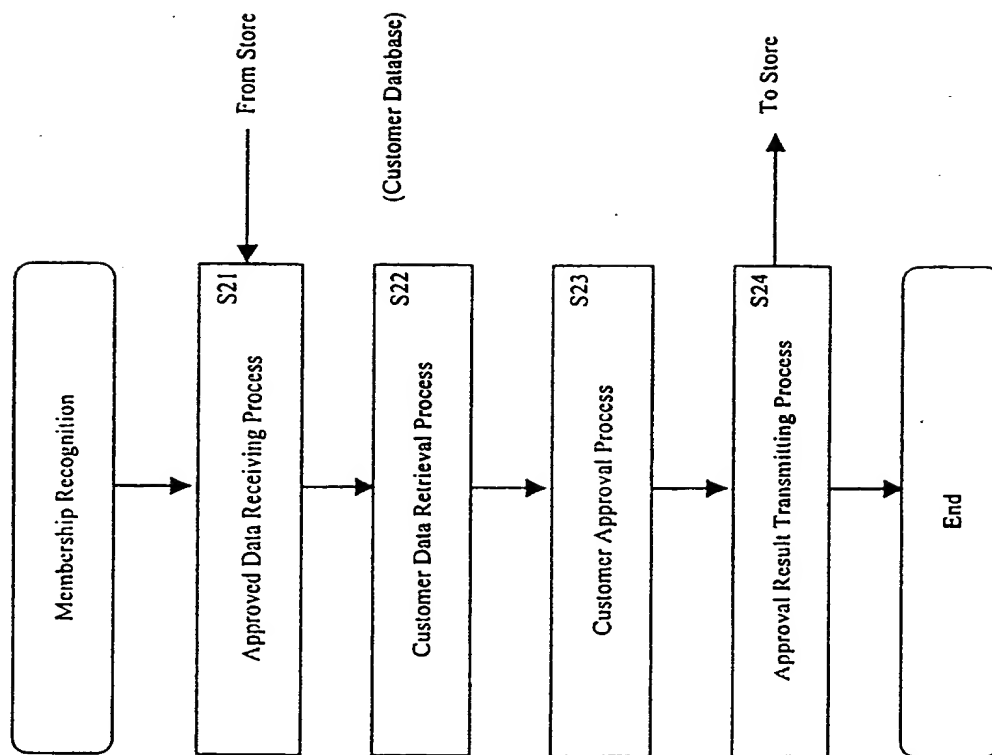 Membership Recognition
S21
Approved Data Receiving Process
From Store
S22
Customer Data Retrieval Process
(Customer Database)
S23
Customer Approval Process
S24
Approval Result Transmitting Process
To Store
End